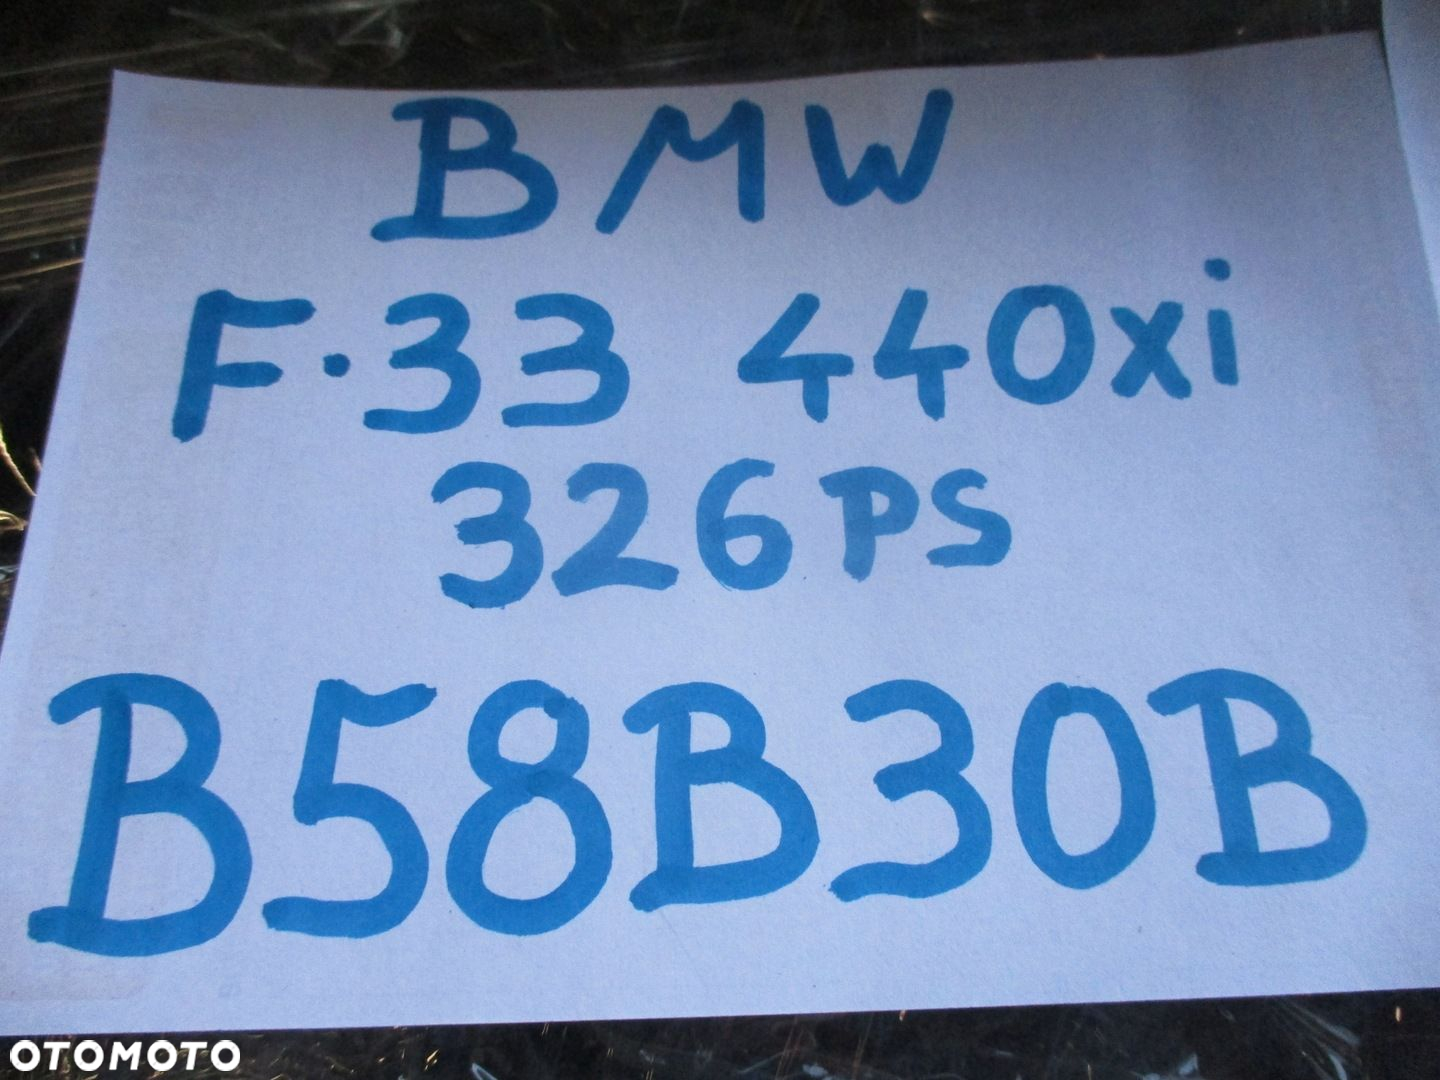 BMW
F.33 440xi
326PS
B58B30B
OTOMOTO